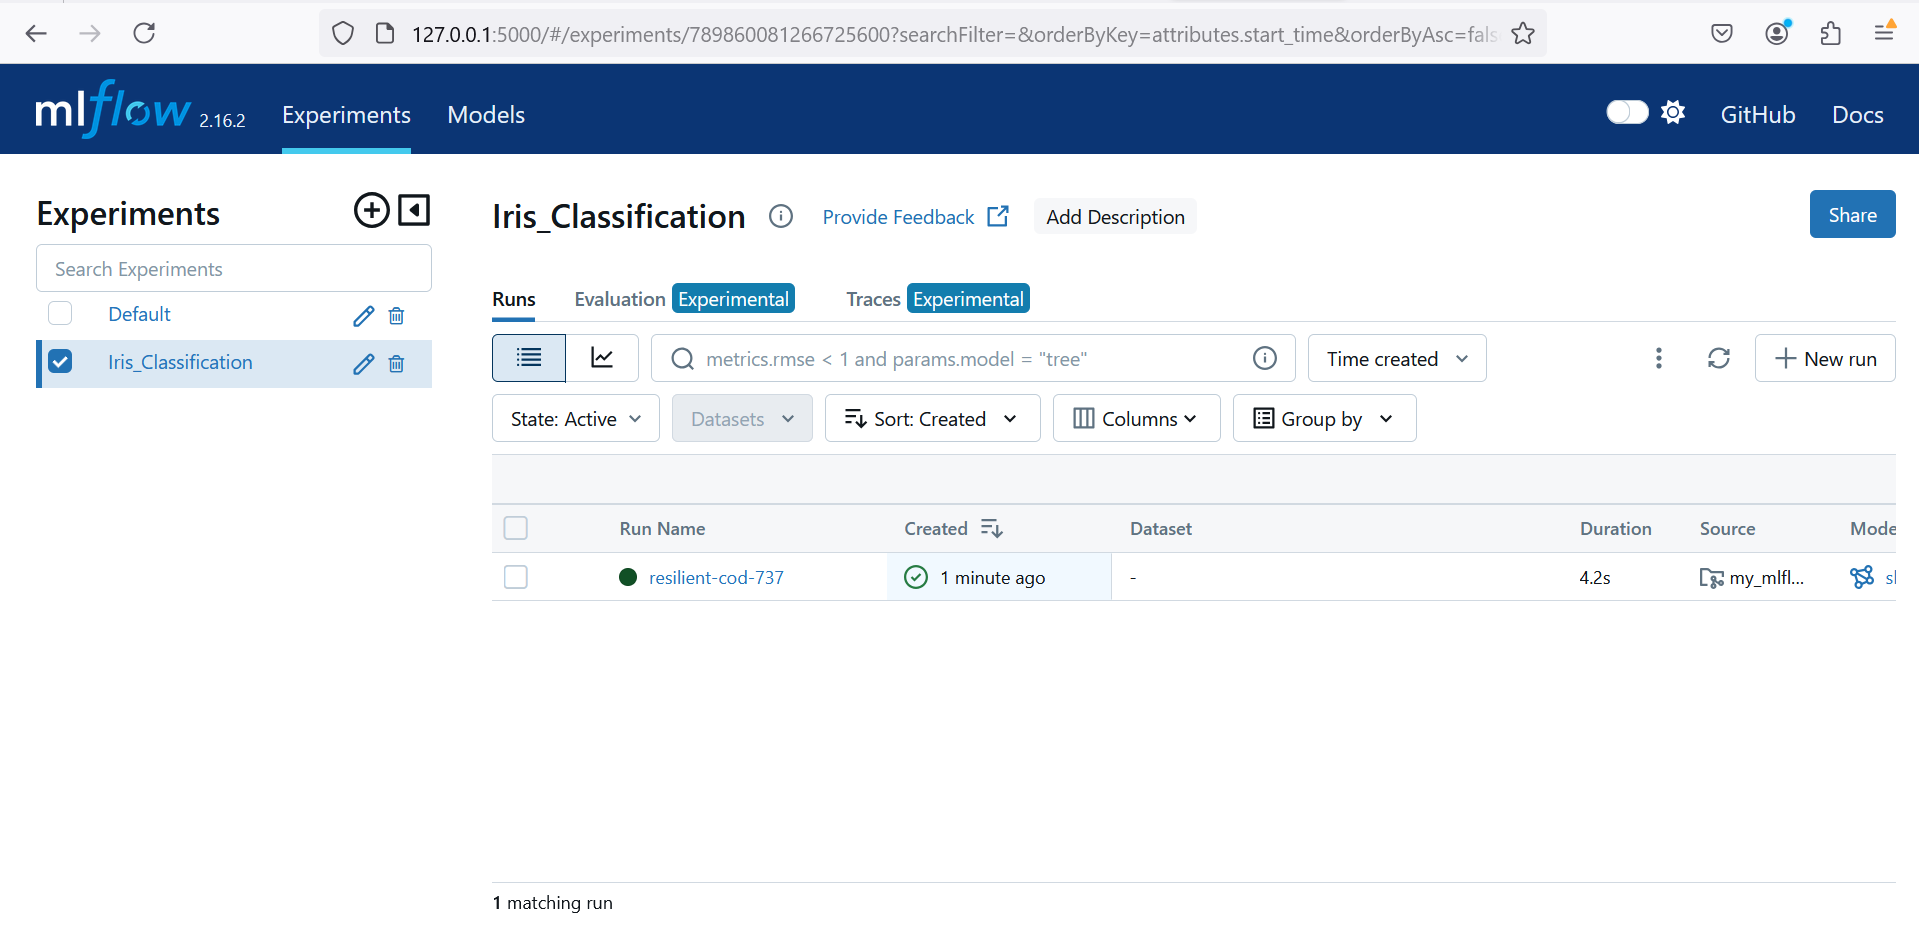 127.0.0.1:5000/#/experiments/789860081266725600?searchFilter=&orderByKey=attributes.start_time&orderByAsc=fals
mlflow 2.16.2 Experiments Models GitHub Docs
Experiments
Search Experiments
Default
Iris_Classification
Iris_Classification Provide Feedback Add Description Share
Runs Evaluation Experimental Traces Experimental
metrics.rmse < 1 and params.model = "tree" Time created New run
State: Active Datasets Sort: Created Columns Group by
Run Name Created Dataset Duration Source Mode
resilient-cod-737 1 minute ago - 4.2s my_mlfl...
1 matching run